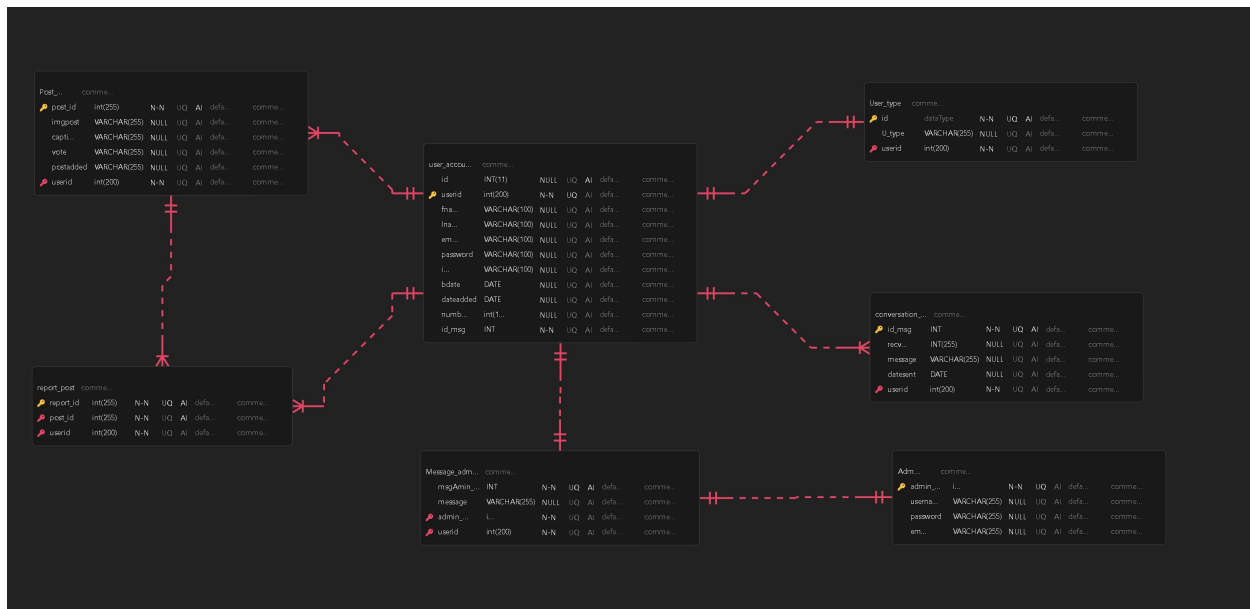 Post_... comme...
post_id int(255) N-N UQ AI defa... comme...
imgpost VARCHAR(255) NULL UQ AI defa... comme...
capti... VARCHAR(255) NULL UQ AI defa... comme...
vote VARCHAR(255) NULL UQ AI defa... comme...
postadded VARCHAR(255) NULL UQ AI defa... comme...
userid int(200) N-N UQ AI defa... comme...
User_type comme...
id dataType N-N UQ AI defa... comme...
U_type VARCHAR(255) NULL UQ AI defa... comme...
userid int(200) N-N UQ AI defa... comme...
user_accou... comme...
id INT(11) NULL UQ AI defa... comme...
userid int(200) N-N UQ AI defa... comme...
fna... VARCHAR(100) NULL UQ AI defa... comme...
lna... VARCHAR(100) NULL UQ AI defa... comme...
em... VARCHAR(100) NULL UQ AI defa... comme...
password VARCHAR(100) NULL UQ AI defa... comme...
i... VARCHAR(100) NULL UQ AI defa... comme...
bdate DATE NULL UQ AI defa... comme...
dateadded DATE NULL UQ AI defa... comme...
numb... int(1... NULL UQ AI defa... comme...
id_msg INT N-N UQ AI defa... comme...
conversation_... comme...
id_msg INT N-N UQ AI defa... comme...
recv... INT(255) NULL UQ AI defa... comme...
message VARCHAR(255) NULL UQ AI defa... comme...
datesent DATE NULL UQ AI defa... comme...
userid int(200) N-N UQ AI defa... comme...
report_post comme...
report_id int(255) N-N UQ AI defa... comme...
post_id int(255) N-N UQ AI defa... comme...
userid int(200) N-N UQ AI defa... comme...
Message_adm... comme...
msgAmin_... INT N-N UQ AI defa... comme...
message VARCHAR(255) NULL UQ AI defa... comme...
admin_... i... N-N UQ AI defa... comme...
userid int(200) N-N UQ AI defa... comme...
Adm... comme...
admin_... i... N-N UQ AI defa... comme...
userna... VARCHAR(255) NULL UQ AI defa... comme...
password VARCHAR(255) NULL UQ AI defa... comme...
em... VARCHAR(255) NULL UQ AI defa... comme...